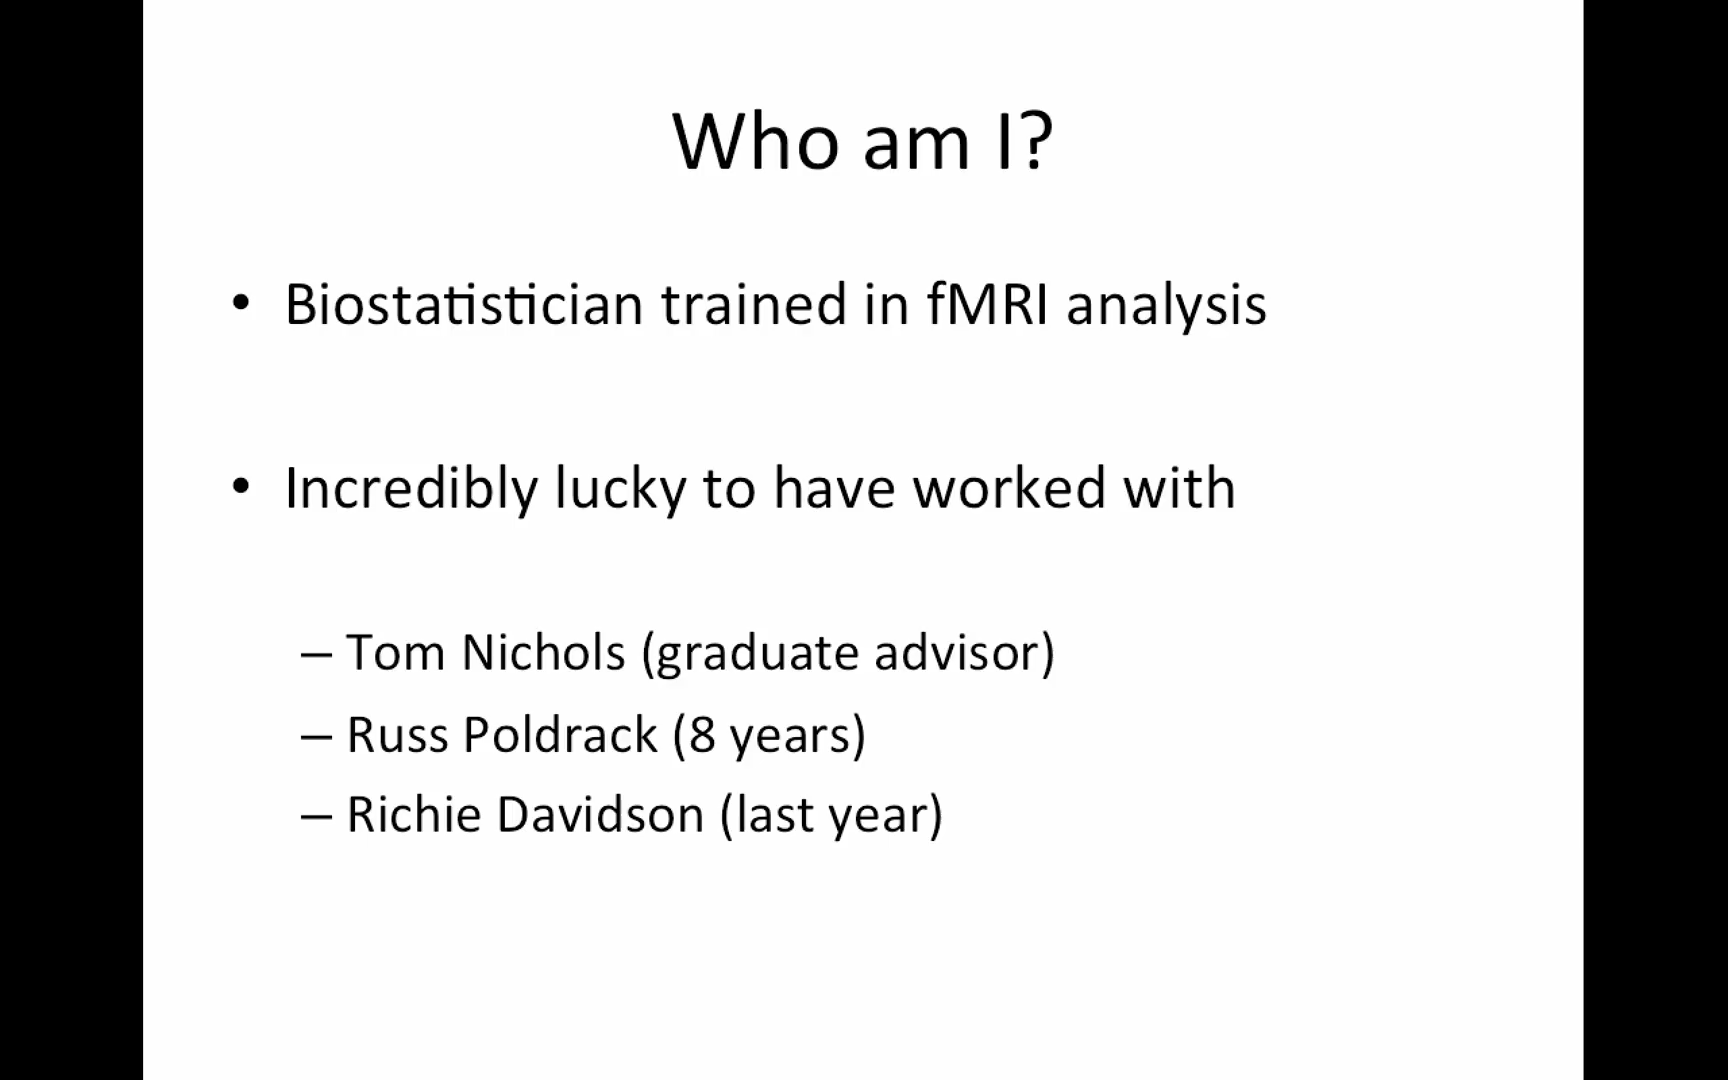 Who am I?
• Biostatistician trained in fMRI analysis
• Incredibly lucky to have worked with
– Tom Nichols (graduate advisor)
– Russ Poldrack (8 years)
– Richie Davidson (last year)